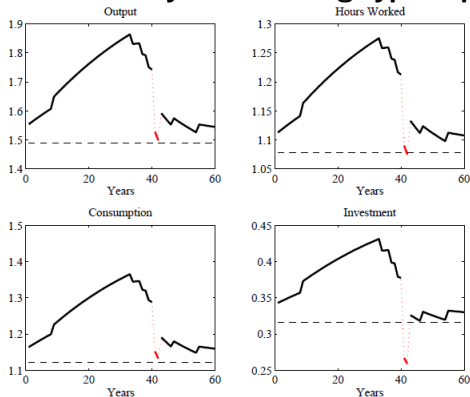 Output
1.9
1.8
1.7
1.6
1.5
1.4
0 20 40 60
Years
Hours Worked
1.3
1.25
1.2
1.15
1.1
1.05
0 20 40 60
Years
Consumption
1.5
1.4
1.3
1.2
1.1
0 20 40 60
Years
Investment
0.45
0.4
0.35
0.3
0.25
0 20 40 60
Years